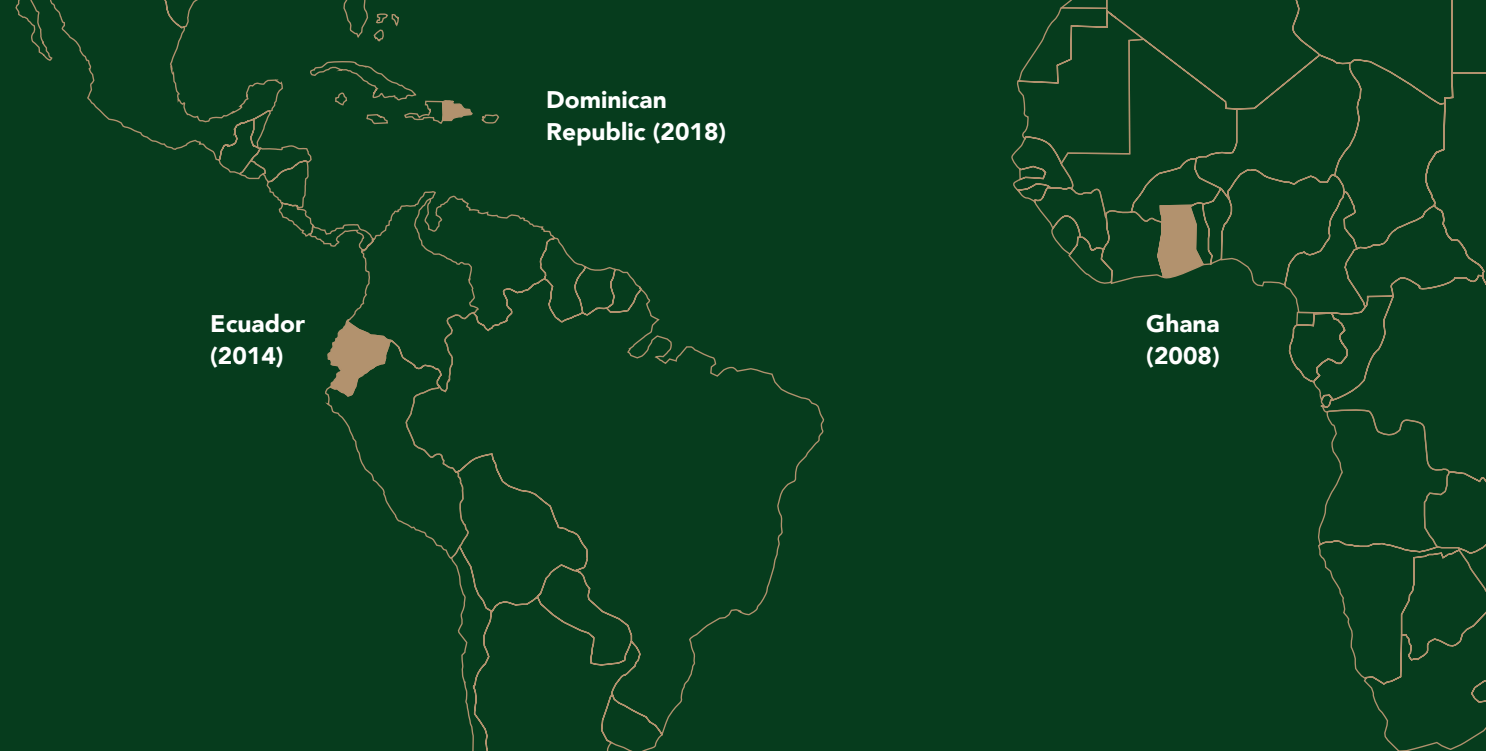 Dominican
Republic (2018)
Ecuador
(2014)
Ghana
(2008)